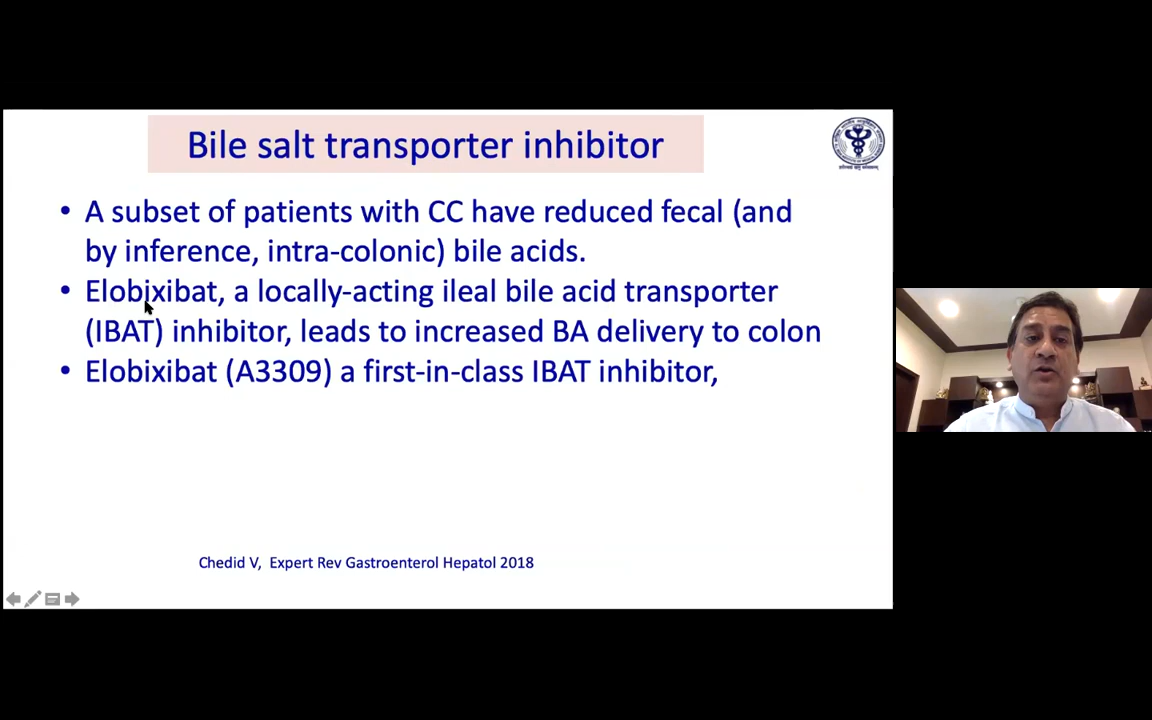 Bile salt transporter inhibitor
• A subset of patients with CC have reduced fecal (and
by inference, intra-colonic) bile acids.
• Elobixibat, a locally-acting ileal bile acid transporter
(IBAT) inhibitor, leads to increased BA delivery to colon
• Elobixibat (A3309) a first-in-class IBAT inhibitor,
Chedid V, Expert Rev Gastroenterol Hepatol 2018